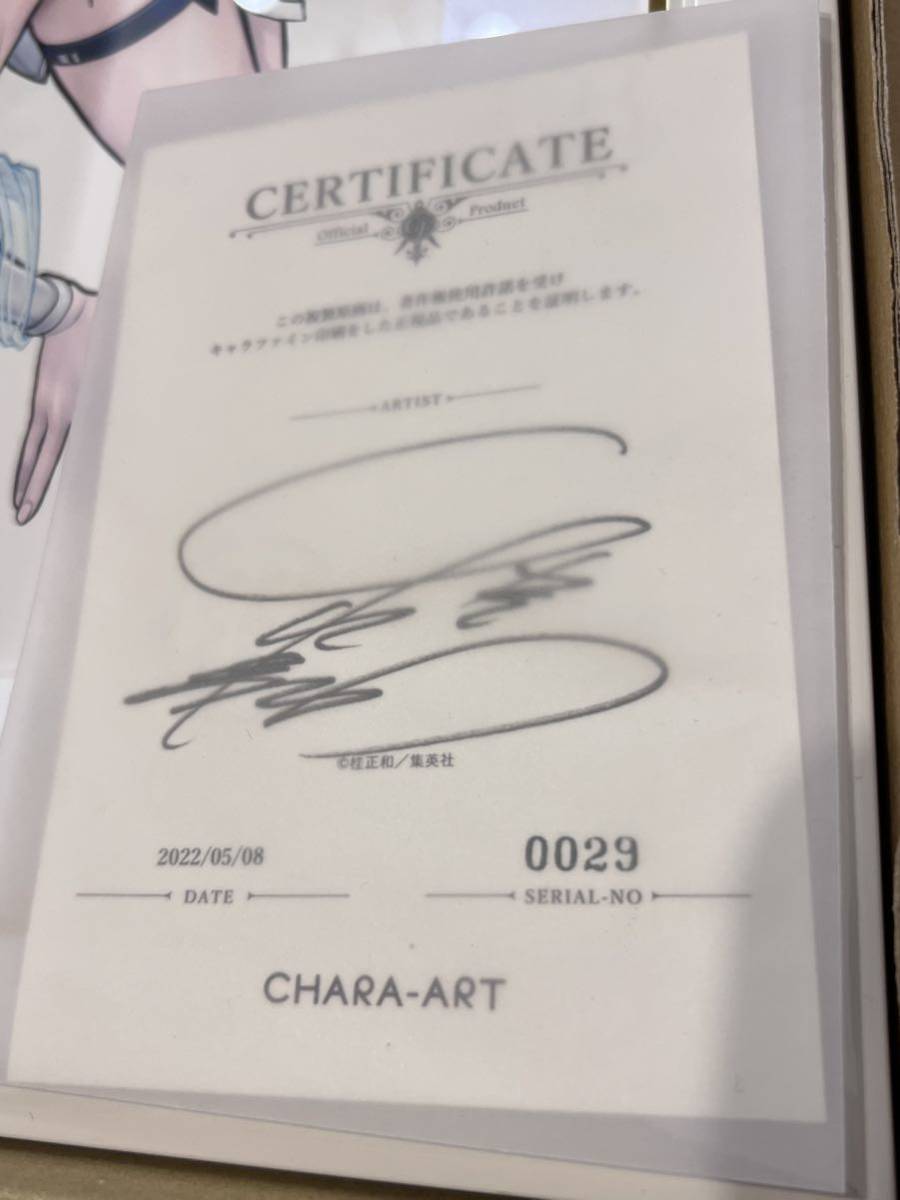 CERTIFICATE
Official Product
この複製原画は、著作権使用許諾を受け
キャラファイン印刷をした正規品であることを証明します。
ARTIST
©桂正和／集英社
2022/05/08
0029
DATE
SERIAL-NO
CHARA-ART